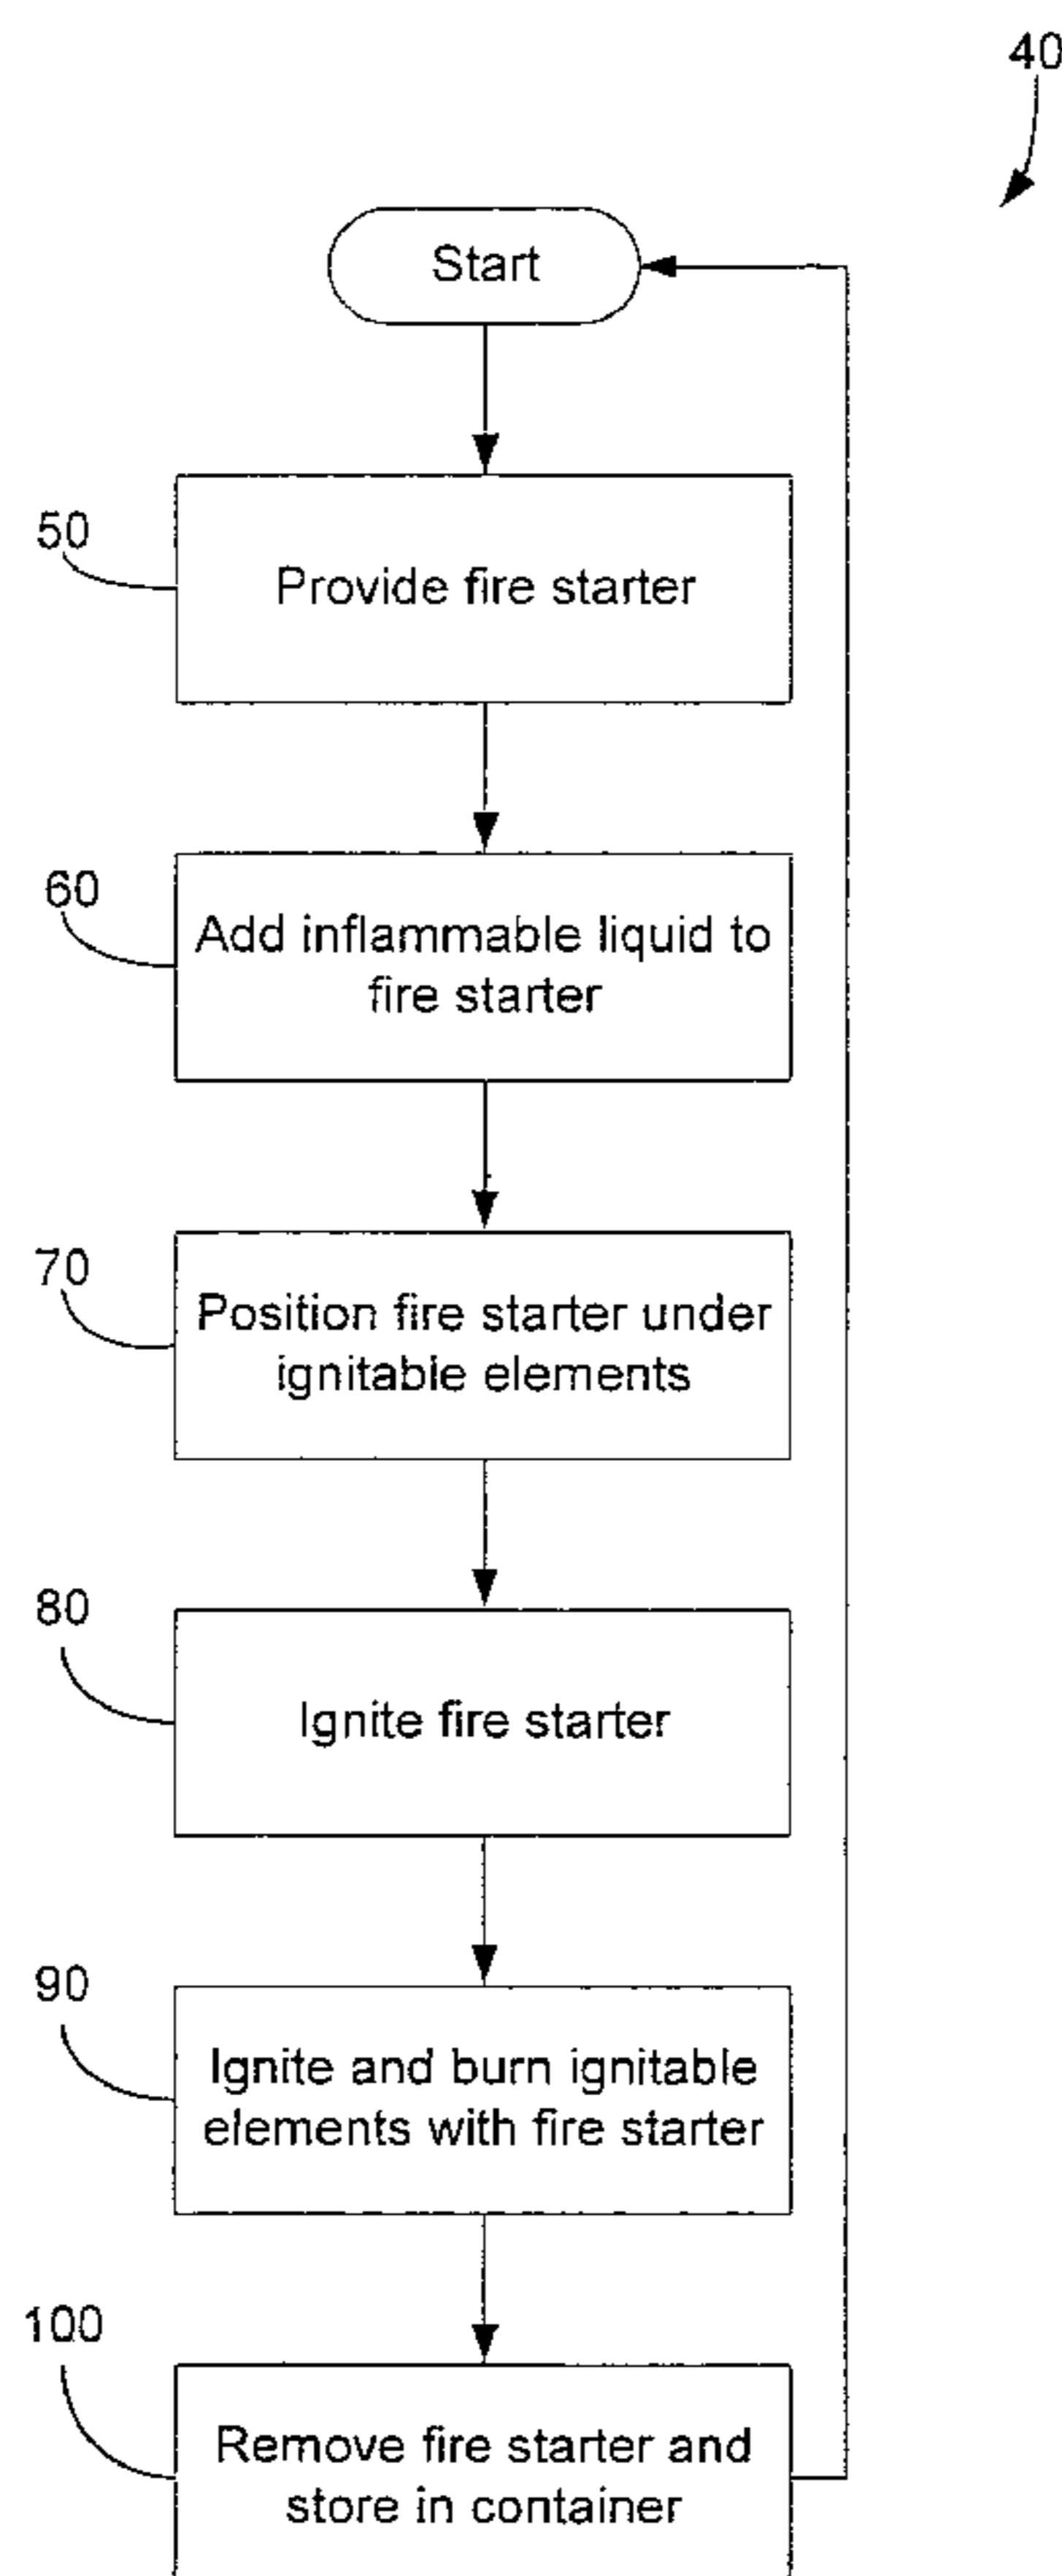 40
Start
50
Provide fire starter
60
Add inflammable liquid to
fire starter
70
Position fire starter under
ignitable elements
80
Ignite fire starter
90
Ignite and burn ignitable
elements with fire starter
100
Remove fire starter and
store in container